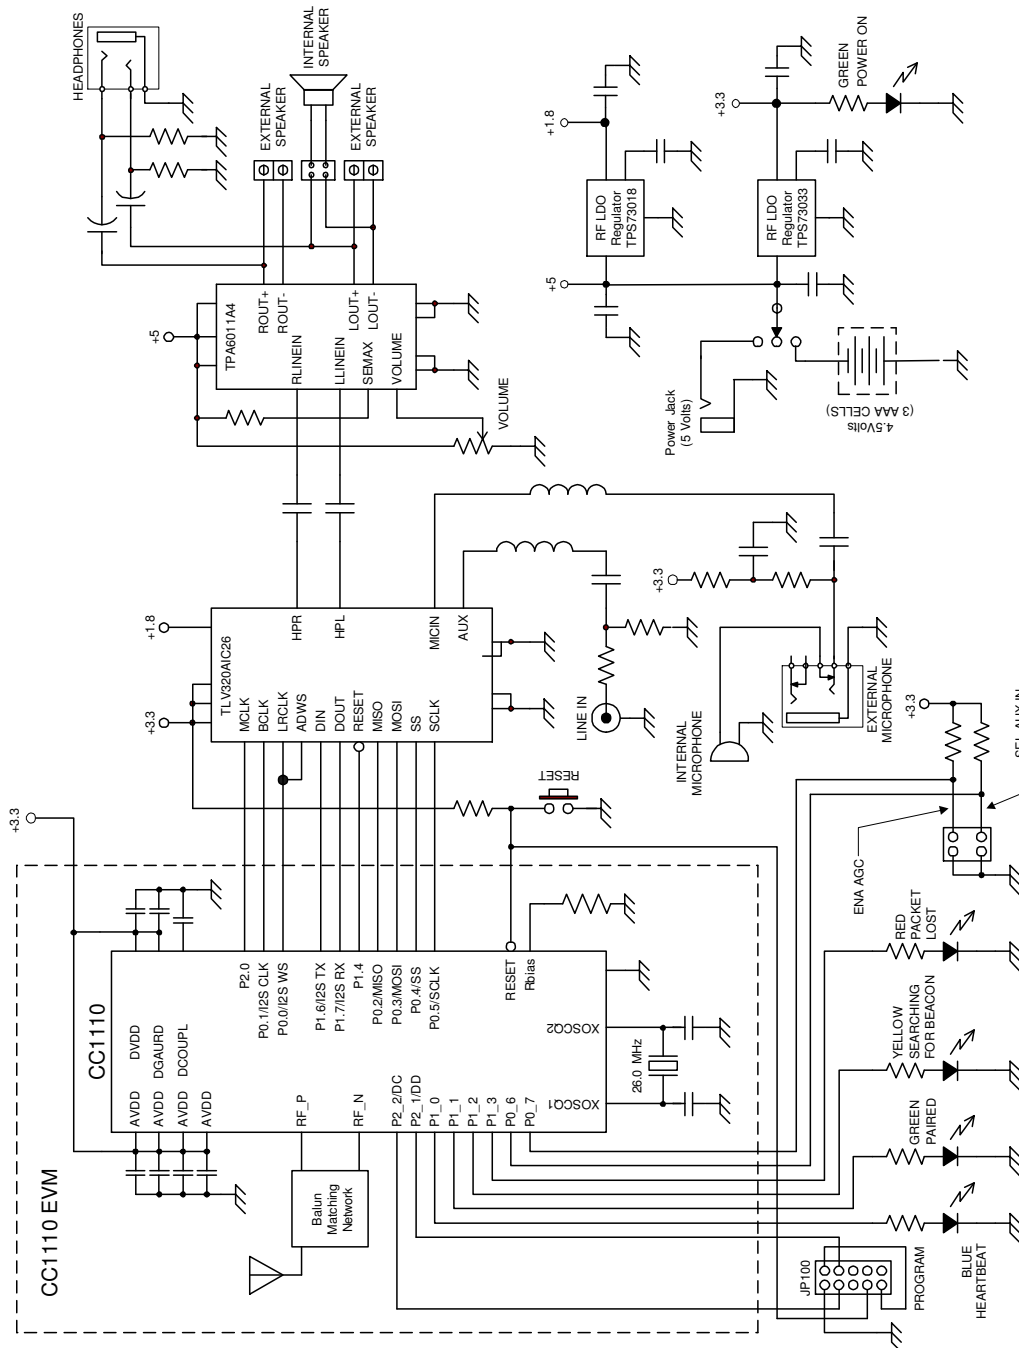 HEADPHONES
INTERNAL
SPEAKER
EXTERNAL
SPEAKER
EXTERNAL
SPEAKER
+1.8
RF LDO
Regulator
TPS73018
+5
+3.3
GREEN
POWER ON
RF LDO
Regulator
TPS73033
Power Jack
(5 Volts)
4.5Volts
(3 AAA CELLS)
+5
TPA6011A4
ROUT+
ROUT-
LOUT+
LOUT-
RLINEIN
LLINEIN
SEMAX
VOLUME
VOLUME
+3.3
+1.8
TLV320AIC26
HPR
HPL
MICIN
AUX
MCLK
BCLK
LRCLK
ADWS
DIN
DOUT
RESET
MISO
MOSI
SS
SCLK
LINE IN
INTERNAL
MICROPHONE
+3.3
EXTERNAL
MICROPHONE
+3.3
SEL AUX IN
ENA AGC
RESET
+3.3
CC1110 EVM
CC1110
DVDD
DGAURD
DCOUPL
AVDD
AVDD
AVDD
AVDD
P2.0
P0.1/I2S CLK
P0.0/I2S WS
P1.6/I2S TX
P1.7/I2S RX
P1.4
P0.2/MISO
P0.3/MOSI
P0.4/SS
P0.5/SCLK
RESET
Rbias
RF_P
RF_N
P2_2/DC
P2_1/DD
P1_0
P1_1
P1_2
P1_3
P0_6
P0_7
XOSCQ2
XOSCQ1
26.0 MHz
Balun
Matching
Network
RED
PACKET
LOST
YELLOW
SEARCHING
FOR BEACON
GREEN
PAIRED
BLUE
HEARTBEAT
JP100
PROGRAM